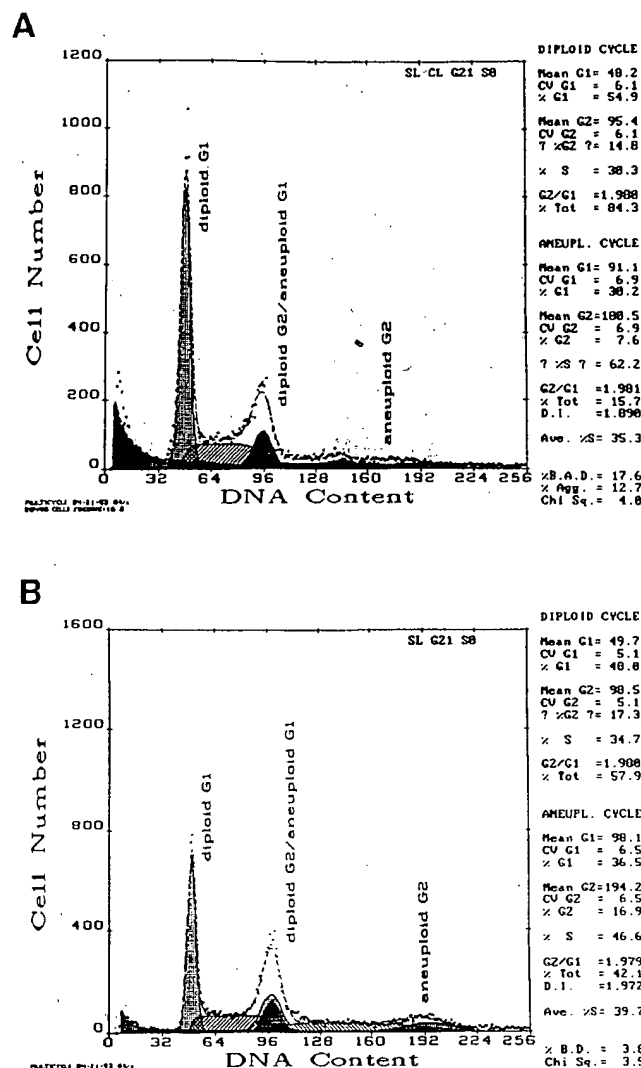 A
1200
1000
800
600
400
200
0
Cell Number
SL-CL G21 S0
diploid G1
diploid G2/aneuploid G1
aneuploid G2
0 32 64 96 128 160 192 224 256
DNA Content
DIPLOID CYCLE
Mean G1= 48.2
CV G1 = 6.1
% G1 = 54.9
Mean G2= 95.4
CV G2 = 6.1
? %G2 ?= 14.8
% S = 30.3
G2/G1 =1.980
% Tot = 84.3
ANEUPL. CYCLE
Mean G1= 91.1
CV G1 = 6.9
% G1 = 30.2
Mean G2=180.5
CV G2 = 6.9
% G2 = 7.6
? %S ? = 62.2
G2/G1 =1.981
% Tot = 15.7
D.I. =1.890
Ave. %S= 35.3
%B.A.D.= 17.6
% Agg. = 12.7
Chi Sq.= 4.0
B
1600
1200
800
400
0
Cell Number
SL G21 S0
diploid G1
diploid G2/aneuploid G1
aneuploid G2
0 32 64 96 128 160 192 224 256
DNA Content
DIPLOID CYCLE
Mean G1= 49.7
CV G1 = 5.1
% G1 = 48.0
Mean G2= 98.5
CV G2 = 5.1
? %G2 ?= 17.3
% S = 34.7
G2/G1 =1.980
% Tot = 57.9
ANEUPL. CYCLE
Mean G1= 98.1
CV G1 = 6.5
% G1 = 36.5
Mean G2=194.2
CV G2 = 6.5
% G2 = 16.9
% S = 46.6
G2/G1 =1.979
% Tot = 42.1
D.I. =1.972
Ave. %S= 39.7
% B.D. = 3.8
Chi Sq.= 3.9